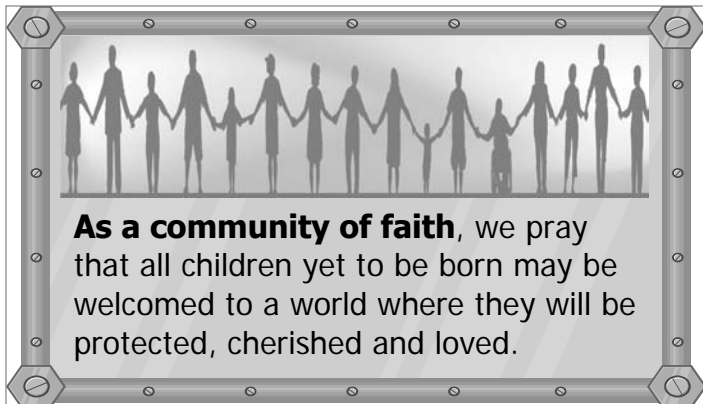 As a community of faith, we pray
that all children yet to be born may be
welcomed to a world where they will be
protected, cherished and loved.